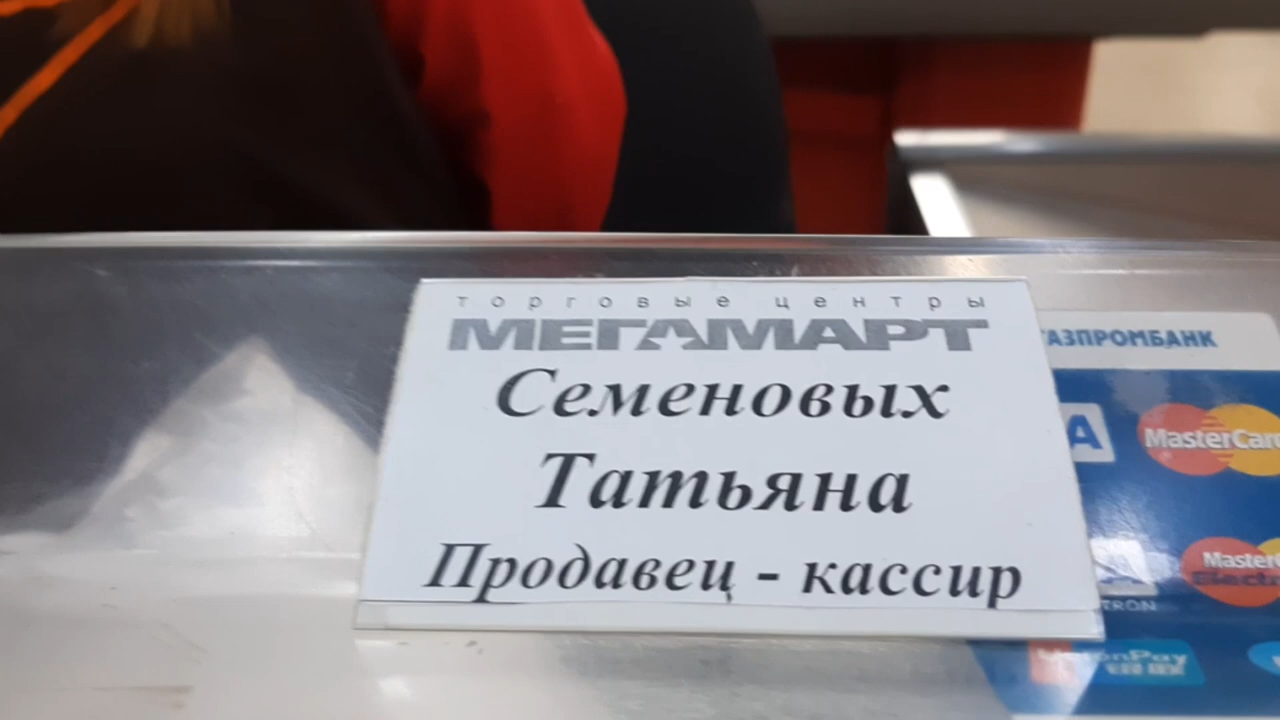 торговые центры
МЕГАМАРТ
Семеновых
Татьяна
Продавец - кассир
ГАЗПРОМБАНК
MasterCard